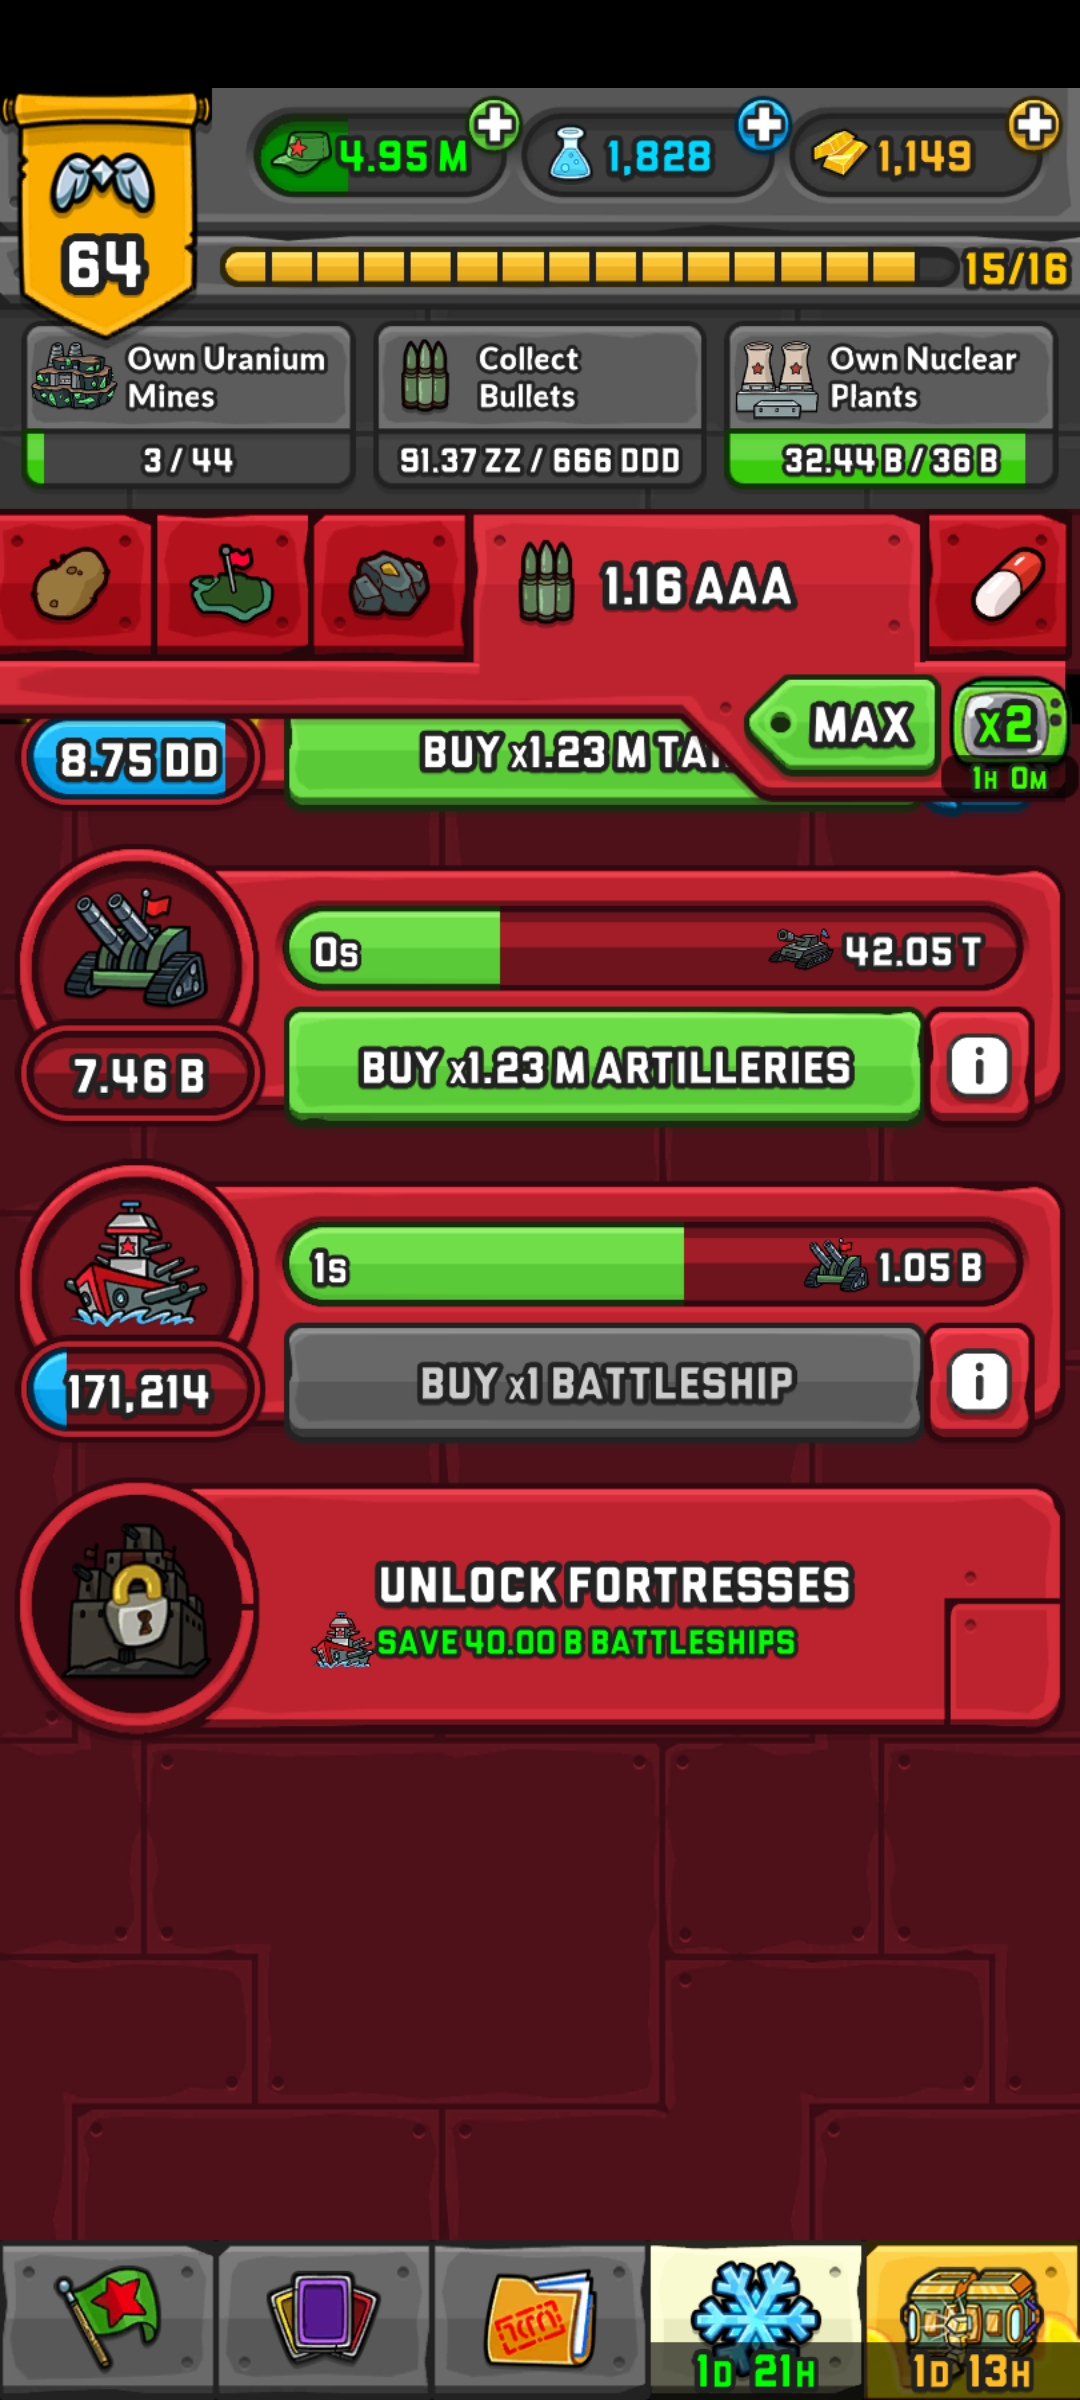 4.95 M
1,828
1,149
64
15/16
Own Uranium
Mines
3 / 44
Collect
Bullets
91.37 ZZ / 666 DDD
Own Nuclear
Plants
32.44 B / 36 B
1.16 AAA
MAX
x2
1H 0M
8.75 DD
BUY x1.23 M
0s
42.05 T
7.46 B
BUY x1.23 M ARTILLERIES
i
1s
1.05 B
171,214
BUY x1 BATTLESHIP
i
UNLOCK FORTRESSES
SAVE 40.00 B BATTLESHIPS
1D 21H
1D 13H